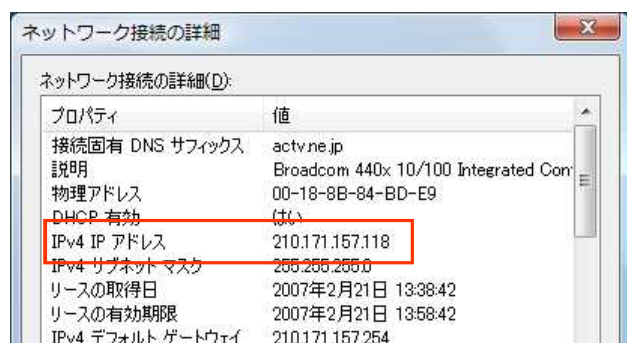 ネットワーク接続の詳細
ネットワーク接続の詳細(D):
プロパティ 値
接続固有 DNS サフィックス actv.ne.jp
説明 Broadcom 440x 10/100 Integrated Con
物理アドレス 00-18-8B-84-BD-E9
DHCP 有効 はい
IPv4 IP アドレス 210.171.157.118
IPv4 サブネット マスク 255.255.255.0
リースの取得日 2007年2月21日 13:38:42
リースの有効期限 2007年2月21日 13:58:42
IPv4 デフォルト ゲートウェイ 210.171.157.254